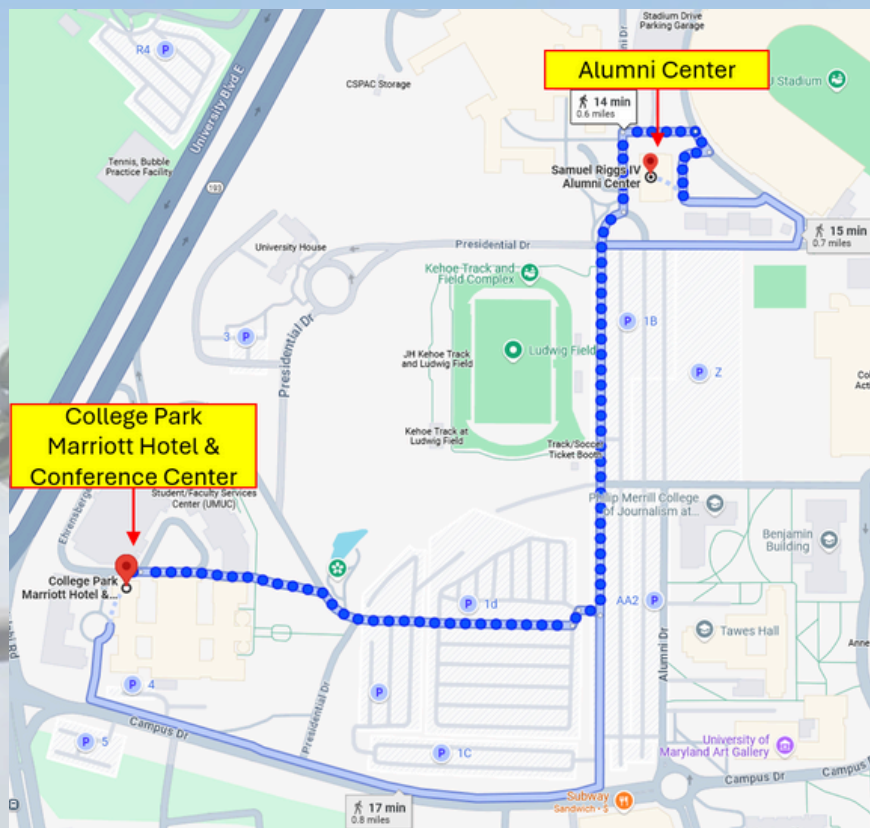 Stadium Drive
Parking Garage
R4
P
University Blvd E
CSPAC Storage
Alumni Center
Stadium
14 min
0.6 miles
Tennis, Bubble
Practice Facility
193
Samuel Riggs IV
Alumni Center
15 min
0.7 miles
University House
Presidential Dr
Kehoe Track and
Field Complex
3
P
Presidential Dr
P
1B
JH Kehoe Track
and Ludwig Field
Ludwig Field
P
Z
College Park
Marriott Hotel &
Conference Center
Kehoe Track at
Ludwig Field
Track/Soccer
Ticket Booth
Student/Faculty Services
Center (UMUC)
Philip Merrill College
of Journalism at...
Benjamin
Building
College Park
Marriott Hotel &...
P
1d
AA2
P
Tawes Hall
Alumni Dr
P
4
P
Presidential Dr
Campus Dr
P
5
P
1C
University of
Maryland Art Gallery
Campus Dr
17 min
0.8 miles
Subway
Sandwich · $